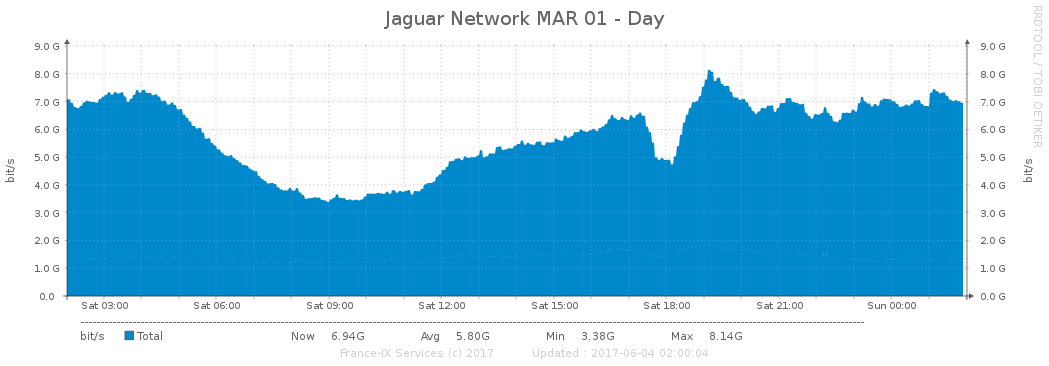 Jaguar Network MAR 01 - Day
RRDTOOL / TOBI OETIKER
9.0 G 9.0 G
8.0 G 8.0 G
7.0 G 7.0 G
6.0 G 6.0 G
5.0 G 5.0 G
4.0 G 4.0 G
3.0 G 3.0 G
2.0 G 2.0 G
1.0 G 1.0 G
0.0 0.0 G
bit/s
bit/s
Sat 03:00 Sat 06:00 Sat 09:00 Sat 12:00 Sat 15:00 Sat 18:00 Sat 21:00 Sun 00:00
bit/s Total Now 6.94G Avg 5.80G Min 3.38G Max 8.14G
France-IX Services (c) 2017 Updated : 2017-06-04 02:00:04